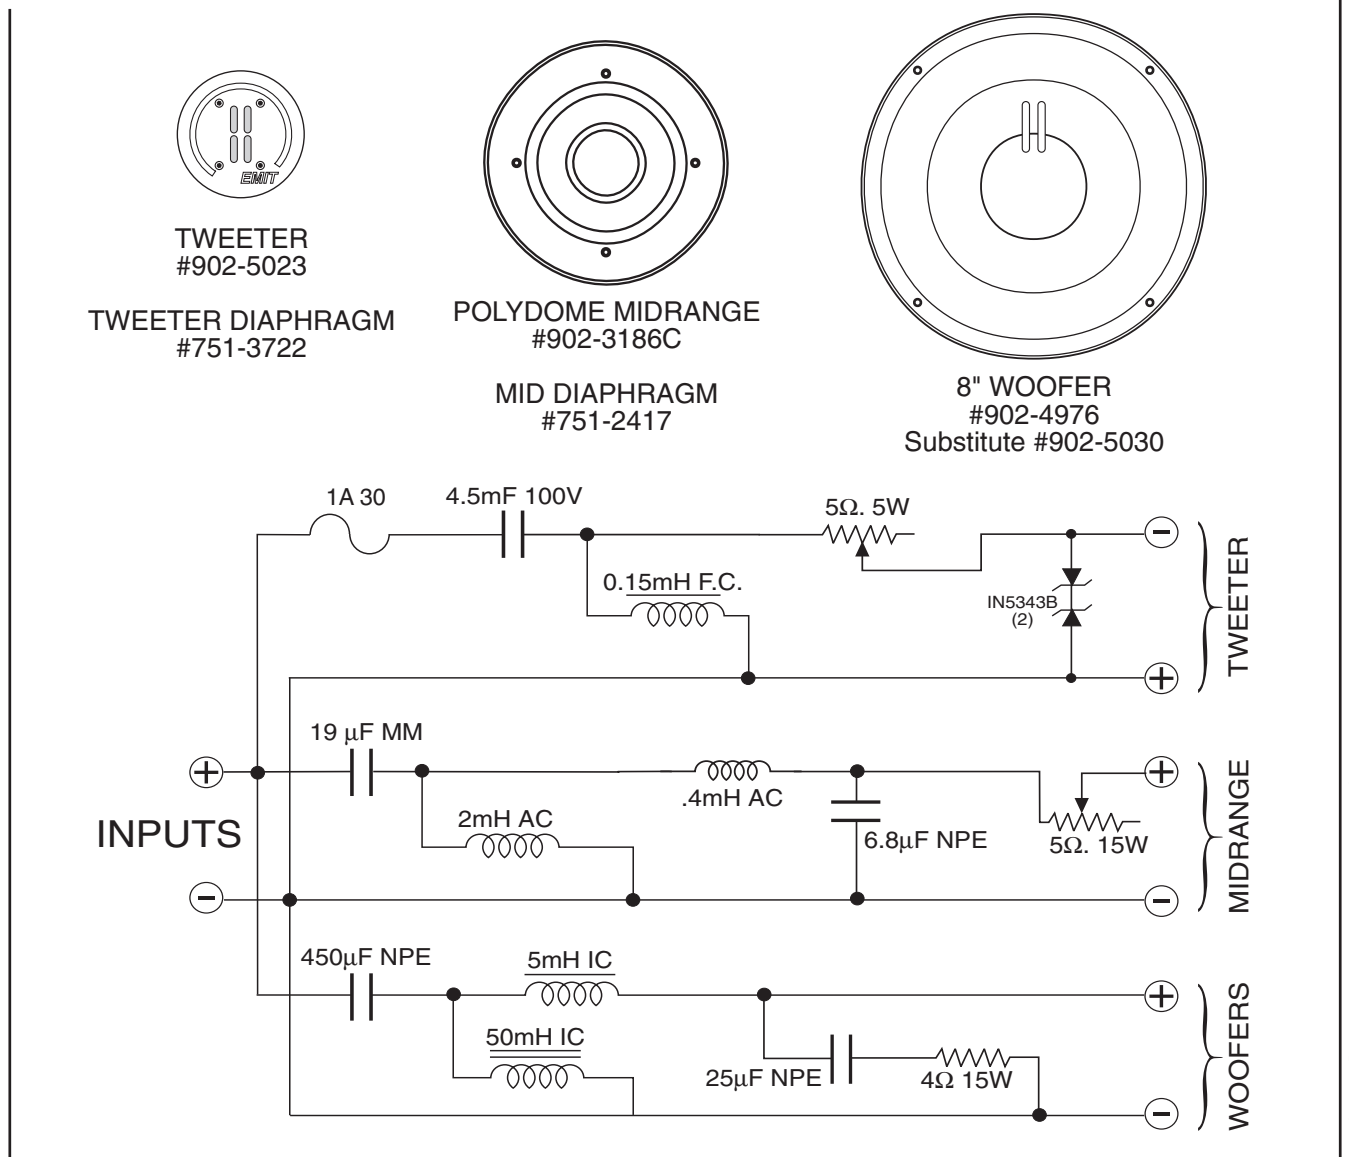 EMIT
TWEETER
#902-5023
TWEETER DIAPHRAGM
#751-3722
POLYDOME MIDRANGE
#902-3186C
MID DIAPHRAGM
#751-2417
8" WOOFER
#902-4976
Substitute #902-5030
1A 30
4.5mF 100V
5Ω. 5W
0.15mH F.C.
IN5343B
(2)
TWEETER
19 µF MM
2mH AC
.4mH AC
6.8µF NPE
5Ω. 15W
MIDRANGE
INPUTS
450µF NPE
5mH IC
50mH IC
25µF NPE
4Ω 15W
WOOFERS